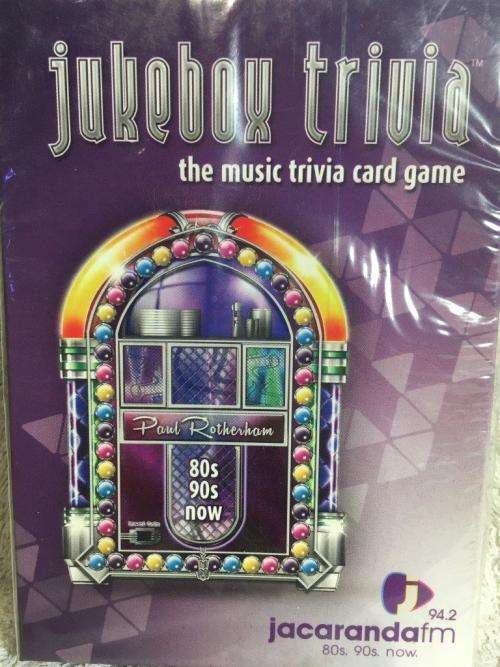 jukebox trivia™
the music trivia card game
Paul Rotherham
80s
90s
now
94.2
jacarandafm
80s. 90s. now.